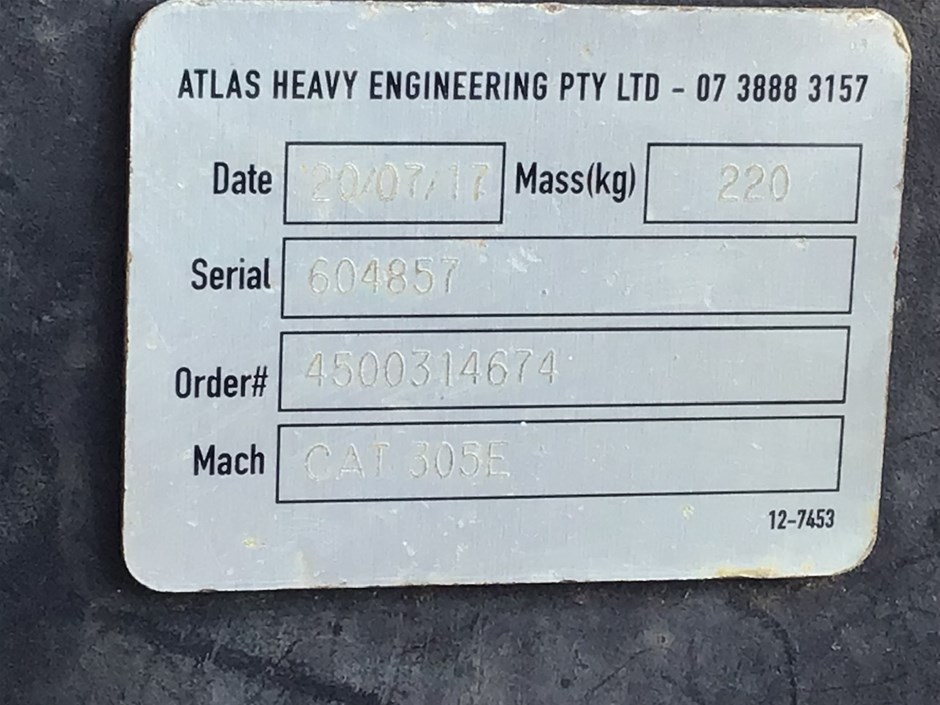 ATLAS HEAVY ENGINEERING PTY LTD - 07 3888 3157
Date 20/07/17 Mass(kg) 220
Serial 604857
Order# 4500314674
Mach CAT 305E
12-7453